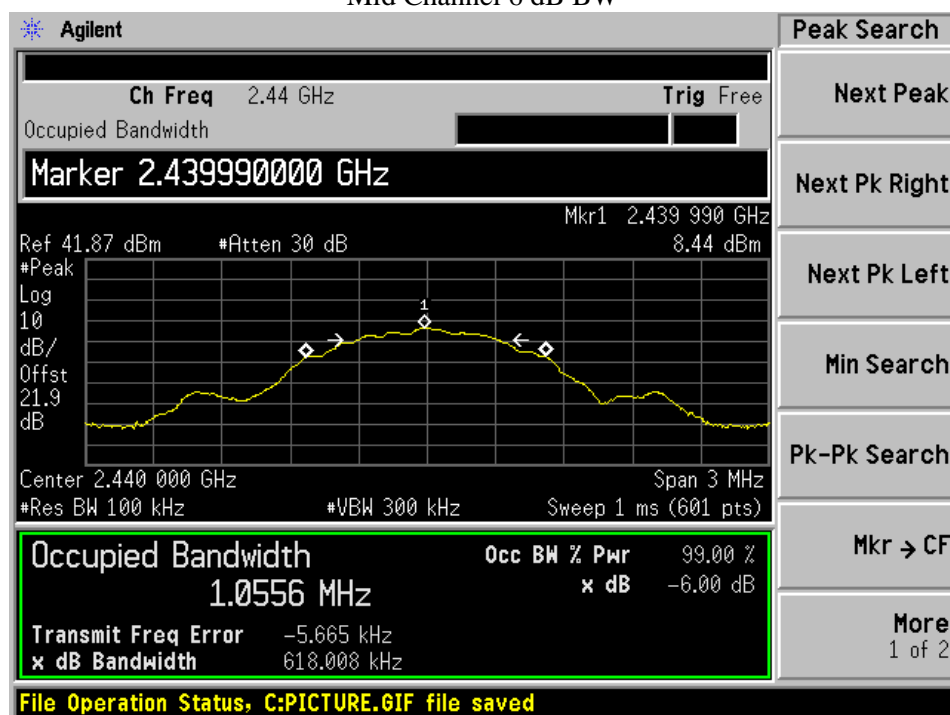 Mid Channel 6 dB BW
Agilent
Peak Search
Ch Freq 2.44 GHz Trig Free
Occupied Bandwidth
Marker 2.439990000 GHz
Mkr1 2.439 990 GHz
Ref 41.87 dBm #Atten 30 dB 8.44 dBm
#Peak
Log
10
dB/
Offst
21.9
dB
1
Center 2.440 000 GHz Span 3 MHz
#Res BW 100 kHz #VBW 300 kHz Sweep 1 ms (601 pts)
Occupied Bandwidth
1.0556 MHz
Occ BW % Pwr 99.00 %
x dB -6.00 dB
Transmit Freq Error -5.665 kHz
x dB Bandwidth 618.008 kHz
Next Peak
Next Pk Right
Next Pk Left
Min Search
Pk-Pk Search
Mkr → CF
More
1 of 2
File Operation Status, C:PICTURE.GIF file saved